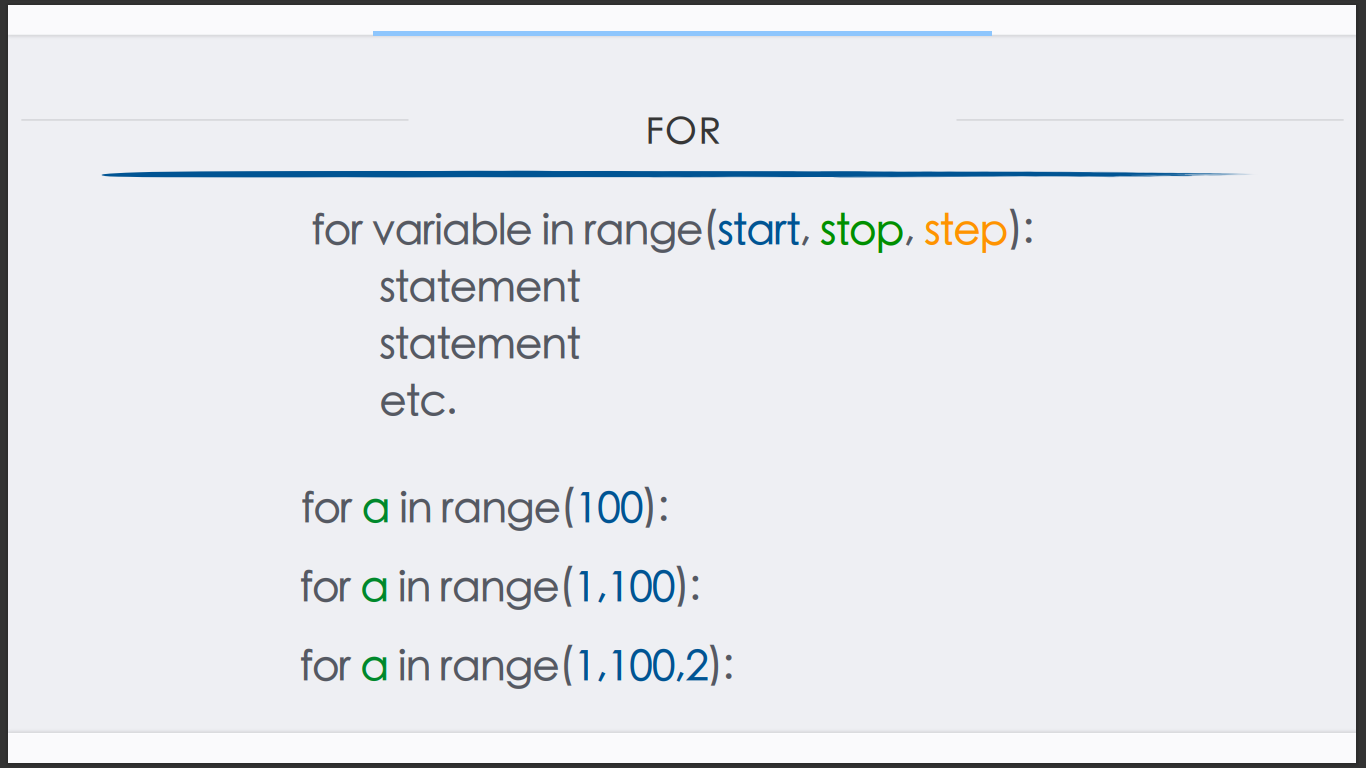 FOR
for variable in range(start, stop, step):
statement
statement
etc.
for a in range(100):
for a in range(1,100):
for a in range(1,100,2):